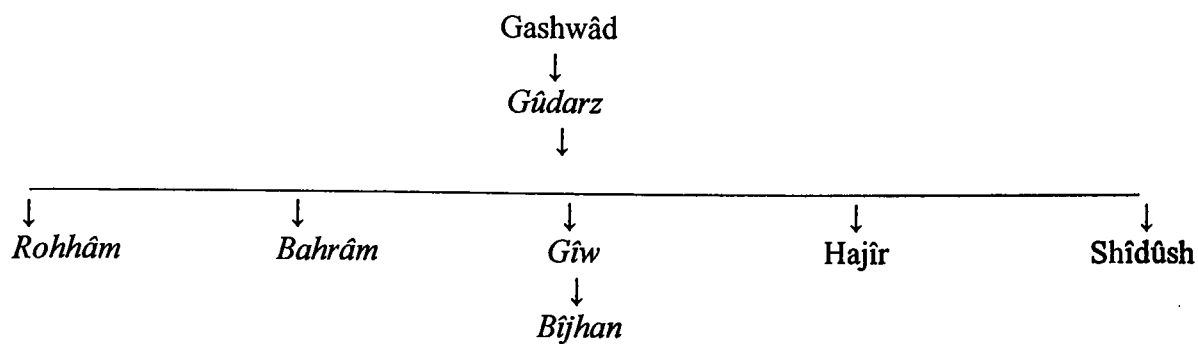 Gashwâd
↓
Gûdarz
↓
↓ ↓ ↓ ↓ ↓
Rohhâm Bahrâm Gîw Hajîr Shîdûsh
↓
Bîjhan